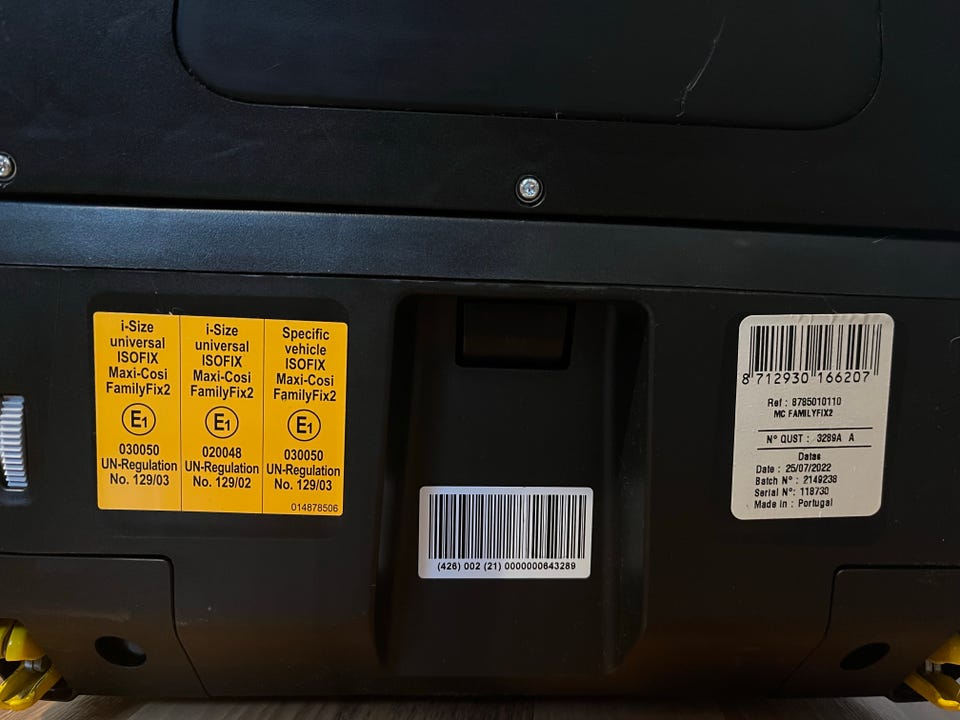 i-Size
universal
ISOFIX
Maxi-Cosi
FamilyFix2
E1
030050
UN-Regulation
No. 129/03
i-Size
universal
ISOFIX
Maxi-Cosi
FamilyFix2
E1
020048
UN-Regulation
No. 129/02
Specific
vehicle
ISOFIX
Maxi-Cosi
FamilyFix2
E1
030050
UN-Regulation
No. 129/03
014878506
(426) 002 (21) 0000000643289
8 712930 166207
Ref : 8785010110
MC FAMILYFIX2
N° QUST : 3289A A
Datas
Date : 25/07/2022
Batch N° : 2149238
Serial N°: 118730
Made in : Portugal